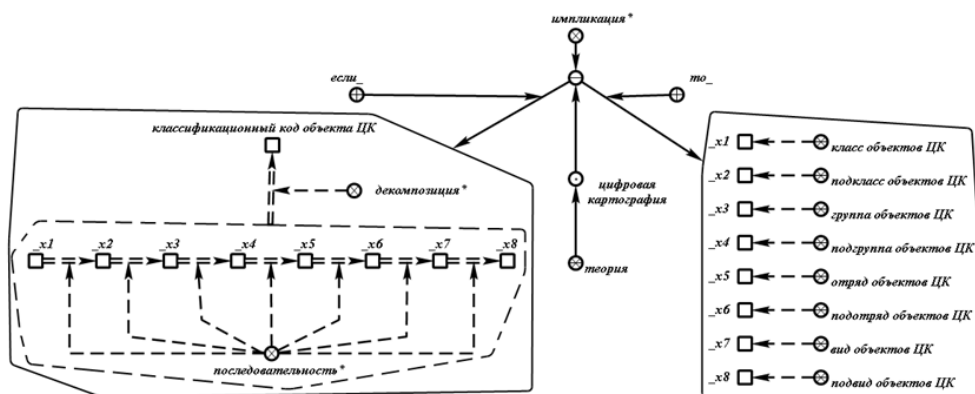 импликация*
если_
то_
классификационный код объекта ЦК
декомпозиция*
цифровая
картография
теория
_x1 _x2 _x3 _x4 _x5 _x6 _x7 _x8
последовательность*
_x1 класс объектов ЦК
_x2 подкласс объектов ЦК
_x3 группа объектов ЦК
_x4 подгруппа объектов ЦК
_x5 отряд объектов ЦК
_x6 подотряд объектов ЦК
_x7 вид объектов ЦК
_x8 подвид объектов ЦК